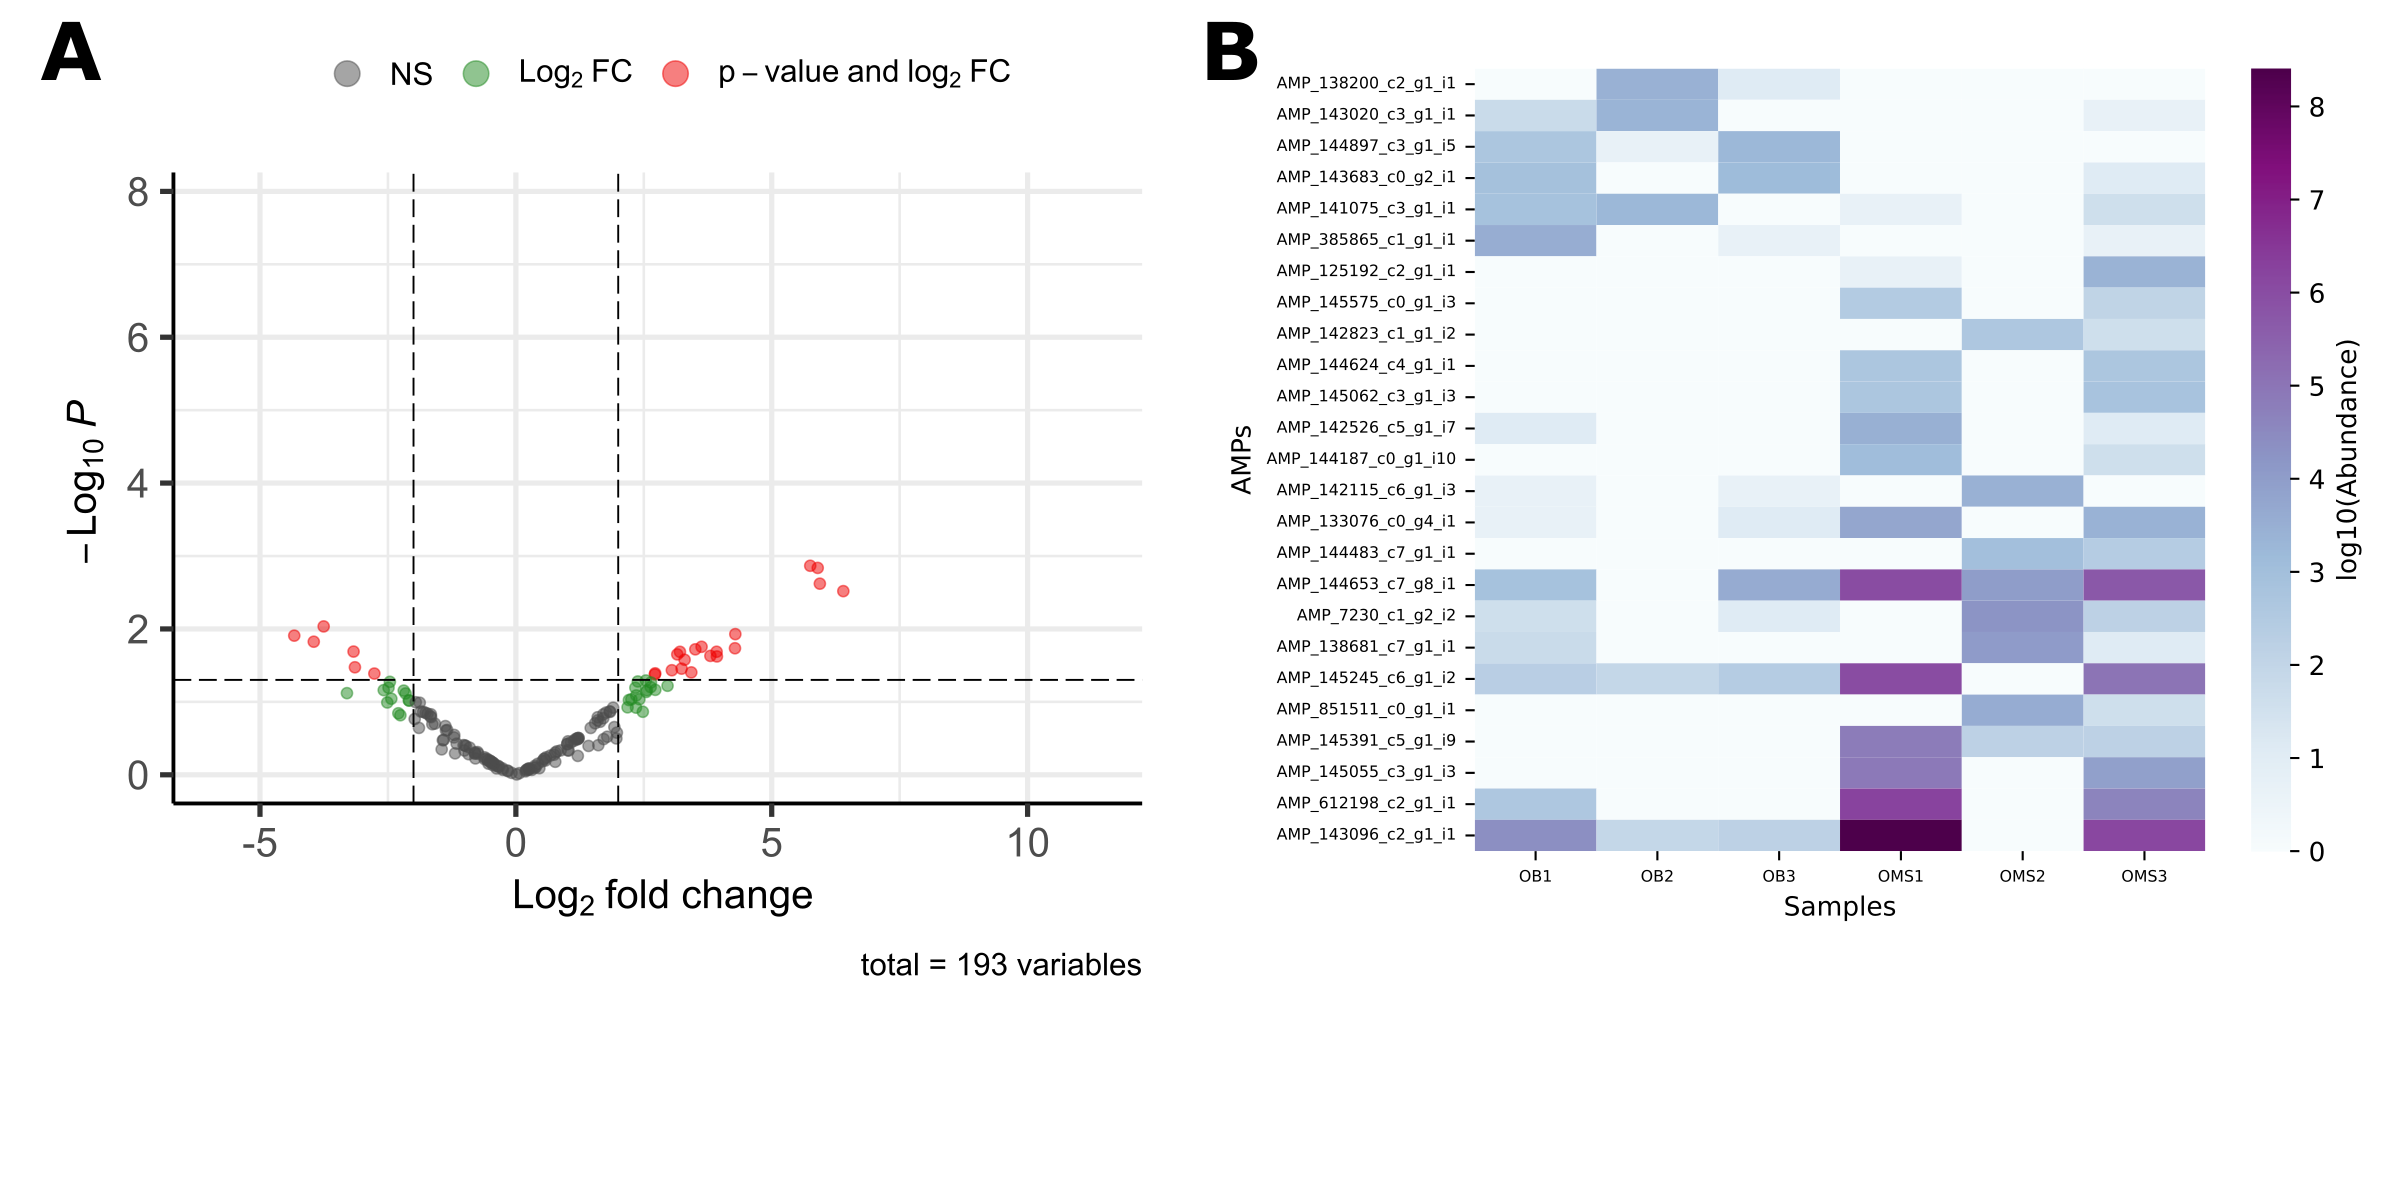 A
NS Log2 FC p – value and log2 FC
8
6
4
2
0
– Log10 P
-5 0 5 10
Log2 fold change
total = 193 variables
B
AMP_138200_c2_g1_i1
AMP_143020_c3_g1_i1
AMP_144897_c3_g1_i5
AMP_143683_c0_g2_i1
AMP_141075_c3_g1_i1
AMP_385865_c1_g1_i1
AMP_125192_c2_g1_i1
AMP_145575_c0_g1_i3
AMP_142823_c1_g1_i2
AMP_144624_c4_g1_i1
AMP_145062_c3_g1_i3
AMP_142526_c5_g1_i7
AMP_144187_c0_g1_i10
AMP_142115_c6_g1_i3
AMP_133076_c0_g4_i1
AMP_144483_c7_g1_i1
AMP_144653_c7_g8_i1
AMP_7230_c1_g2_i2
AMP_138681_c7_g1_i1
AMP_145245_c6_g1_i2
AMP_851511_c0_g1_i1
AMP_145391_c5_g1_i9
AMP_145055_c3_g1_i3
AMP_612198_c2_g1_i1
AMP_143096_c2_g1_i1
AMPs
OB1 OB2 OB3 OMS1 OMS2 OMS3
Samples
8
7
6
5
4
3
2
1
0
log10(Abundance)